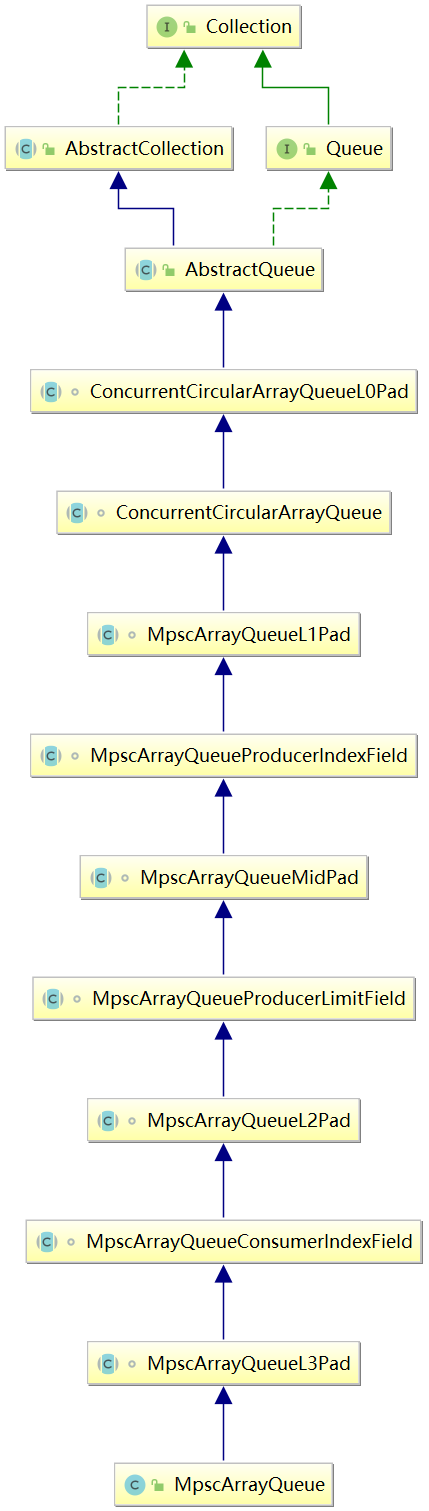 Collection
AbstractCollection
Queue
AbstractQueue
ConcurrentCircularArrayQueueL0Pad
ConcurrentCircularArrayQueue
MpscArrayQueueL1Pad
MpscArrayQueueProducerIndexField
MpscArrayQueueMidPad
MpscArrayQueueProducerLimitField
MpscArrayQueueL2Pad
MpscArrayQueueConsumerIndexField
MpscArrayQueueL3Pad
MpscArrayQueue